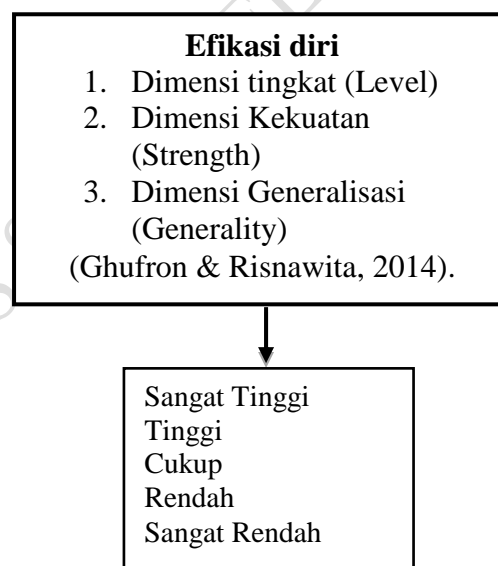 Efikasi diri
1. Dimensi tingkat (Level)
2. Dimensi Kekuatan
(Strength)
3. Dimensi Generalisasi
(Generality)
(Ghufron & Risnawita, 2014).
Sangat Tinggi
Tinggi
Cukup
Rendah
Sangat Rendah